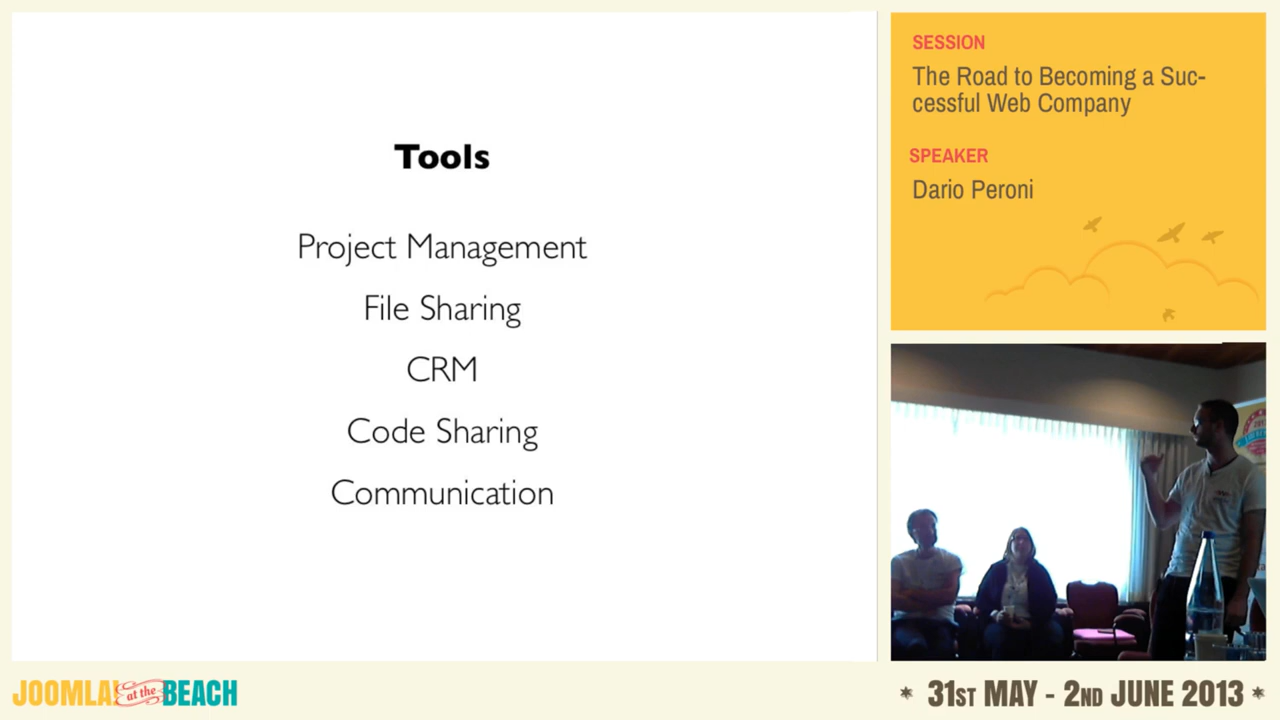 Tools
Project Management
File Sharing
CRM
Code Sharing
Communication
SESSION
The Road to Becoming a Suc-
cessful Web Company
SPEAKER
Dario Peroni
JOOMLA! at the BEACH
* 31ST MAY - 2ND JUNE 2013 *